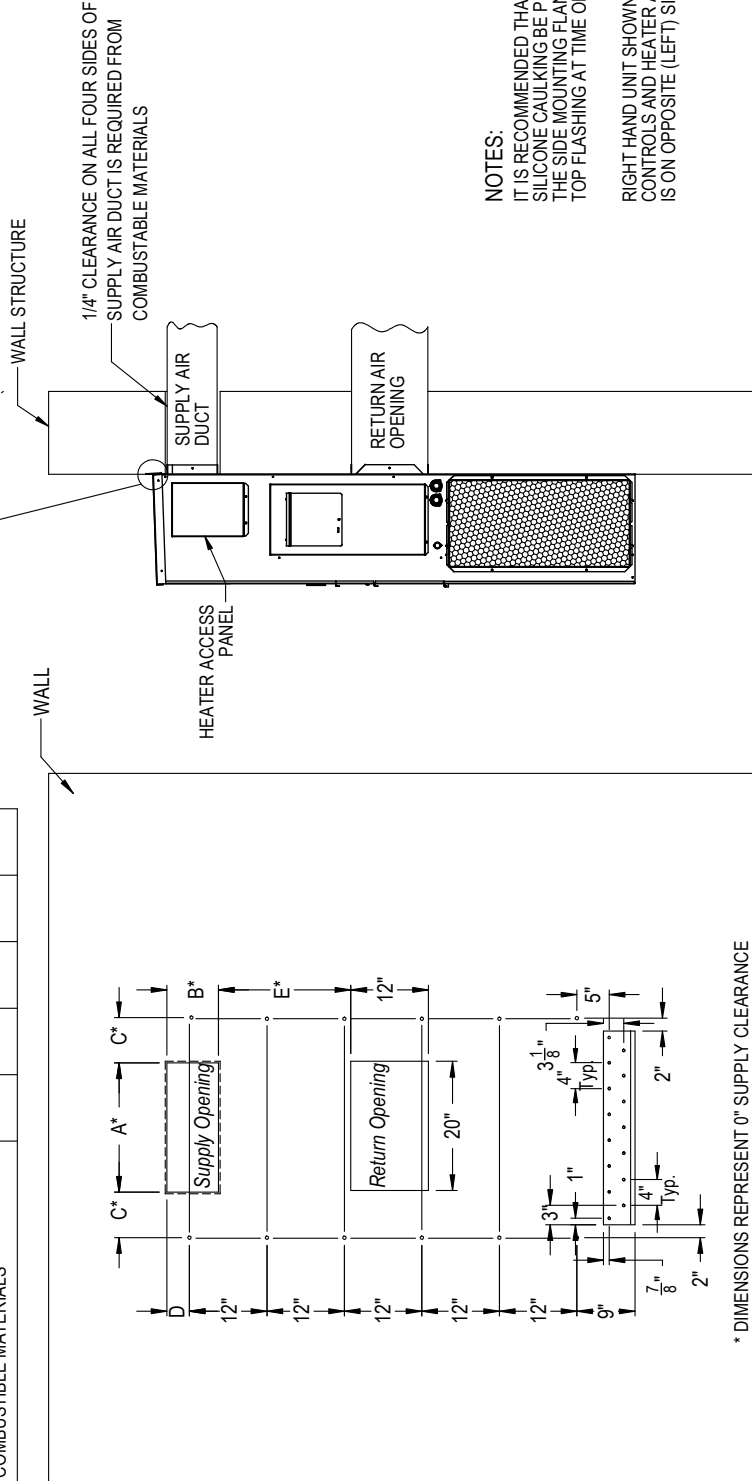 COMBUSTIBLE MATERIALS
WALL
C*
A*
C*
B*
E*
12"
5"
Supply Opening
Return Opening
20"
D
12"
12"
12"
12"
12"
9"
3 1/8"
4"
Typ.
2"
1"
3"
4"
Typ.
7/8"
2"
* DIMENSIONS REPRESENT 0" SUPPLY CLEARANCE
WALL STRUCTURE
1/4" CLEARANCE ON ALL FOUR SIDES OF
SUPPLY AIR DUCT IS REQUIRED FROM
COMBUSTABLE MATERIALS
SUPPLY AIR
DUCT
RETURN AIR
OPENING
HEATER ACCESS
PANEL
NOTES:
IT IS RECOMMENDED THA
SILICONE CAULKING BE P
THE SIDE MOUNTING FLAN
TOP FLASHING AT TIME O
RIGHT HAND UNIT SHOWN
CONTROLS AND HEATER A
IS ON OPPOSITE (LEFT) SI